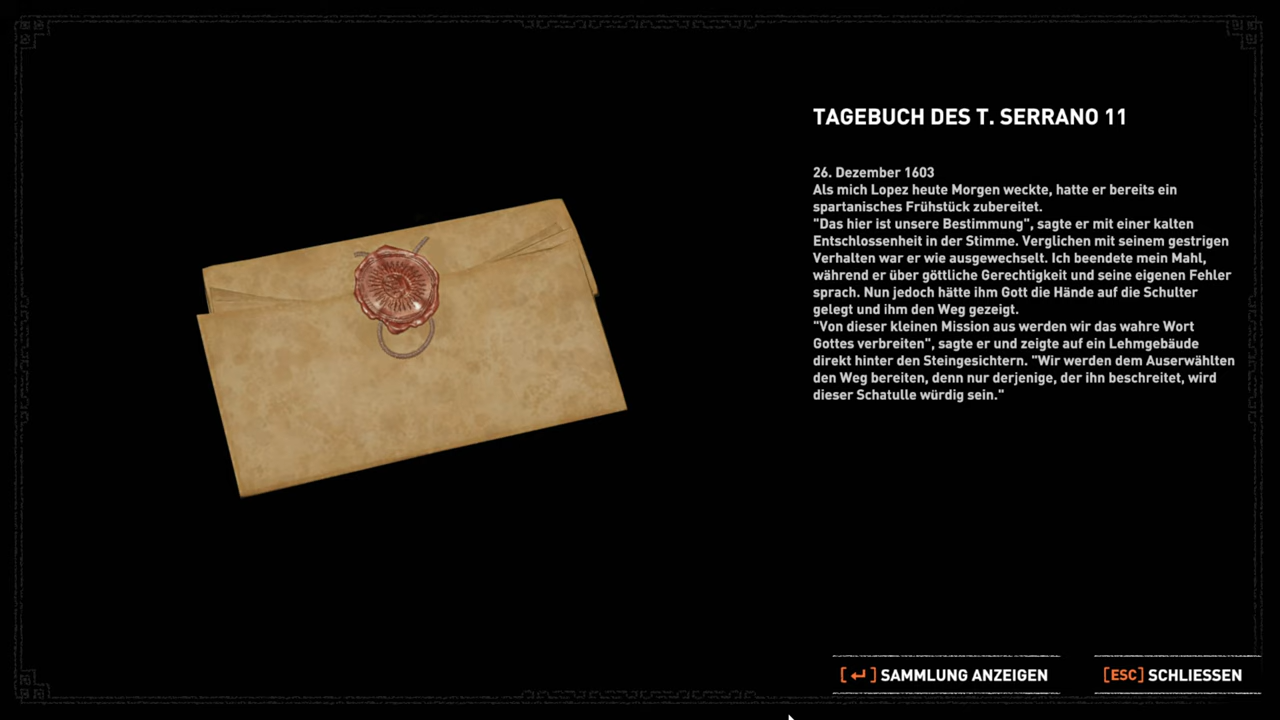 TAGEBUCH DES T. SERRANO 11
26. Dezember 1603
Als mich Lopez heute Morgen weckte, hatte er bereits ein
spartanisches Frühstück zubereitet.
"Das hier ist unsere Bestimmung", sagte er mit einer kalten
Entschlossenheit in der Stimme. Verglichen mit seinem gestrigen
Verhalten war er wie ausgewechselt. Ich beendete mein Mahl,
während er über göttliche Gerechtigkeit und seine eigenen Fehler
sprach. Nun jedoch hätte ihm Gott die Hände auf die Schulter
gelegt und ihm den Weg gezeigt.
"Von dieser kleinen Mission aus werden wir das wahre Wort
Gottes verbreiten", sagte er und zeigte auf ein Lehmgebäude
direkt hinter den Steingesichtern. "Wir werden dem Auserwählten
den Weg bereiten, denn nur derjenige, der ihn beschreitet, wird
dieser Schatulle würdig sein."
[↵] SAMMLUNG ANZEIGEN
[ESC] SCHLIESSEN